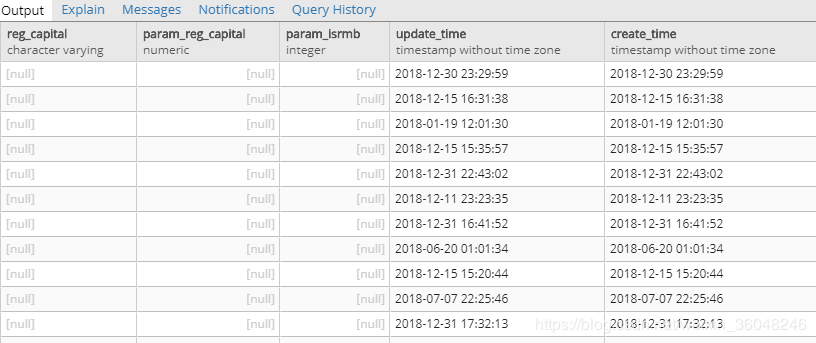 Output Explain Messages Notifications Query History
reg_capital param_reg_capital param_isrmb update_time create_time
character varying numeric integer timestamp without time zone timestamp without time zone
[null] [null] [null] 2018-12-30 23:29:59 2018-12-30 23:29:59
[null] [null] [null] 2018-12-15 16:31:38 2018-12-15 16:31:38
[null] [null] [null] 2018-01-19 12:01:30 2018-01-19 12:01:30
[null] [null] [null] 2018-12-15 15:35:57 2018-12-15 15:35:57
[null] [null] [null] 2018-12-31 22:43:02 2018-12-31 22:43:02
[null] [null] [null] 2018-12-11 23:23:35 2018-12-11 23:23:35
[null] [null] [null] 2018-12-31 16:41:52 2018-12-31 16:41:52
[null] [null] [null] 2018-06-20 01:01:34 2018-06-20 01:01:34
[null] [null] [null] 2018-12-15 15:20:44 2018-12-15 15:20:44
[null] [null] [null] 2018-07-07 22:25:46 2018-07-07 22:25:46
[null] [null] [null] 2018-12-31 17:32:13 2018-12-31 17:32:13